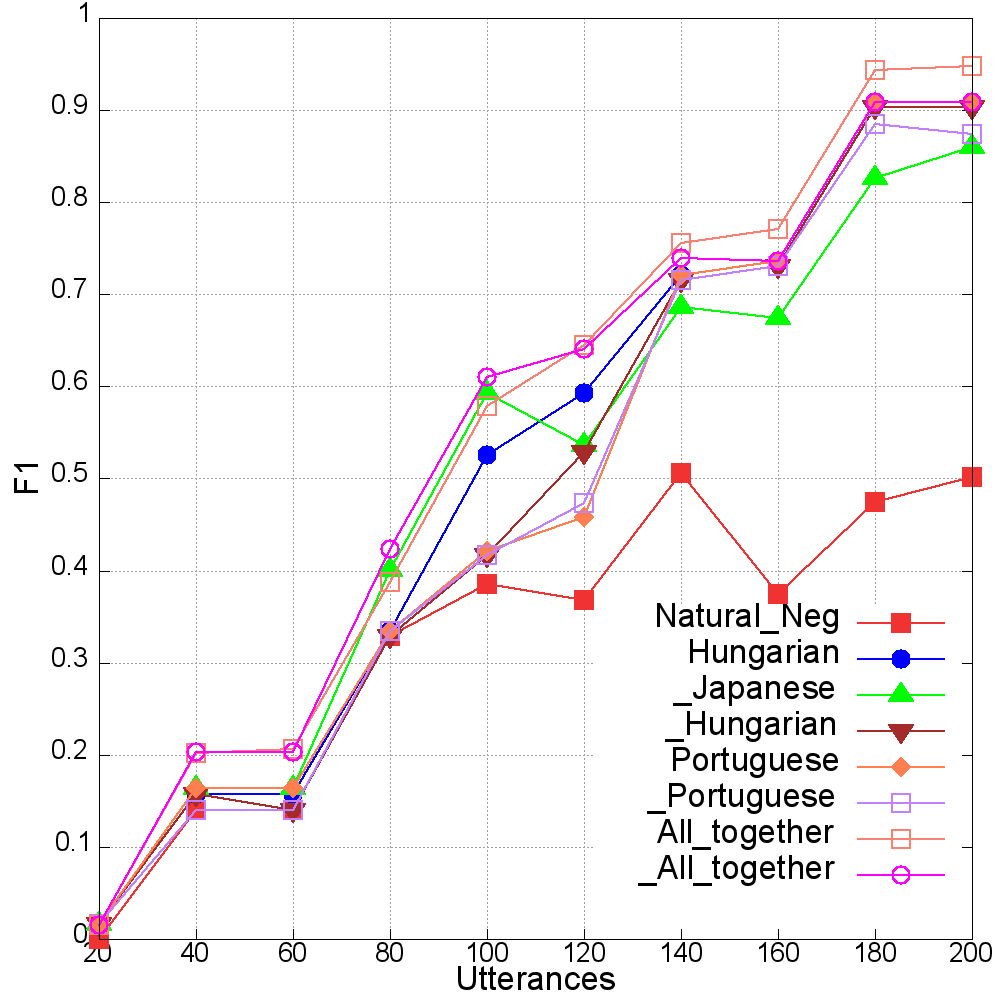 1
0.9
0.8
0.7
0.6
0.5
0.4
0.3
0.2
0.1
0
F1
Natural_Neg
Hungarian
_Japanese
_Hungarian
Portuguese
_Portuguese
All_together
_All_together
20 40 60 80 100 120 140 160 180 200
Utterances